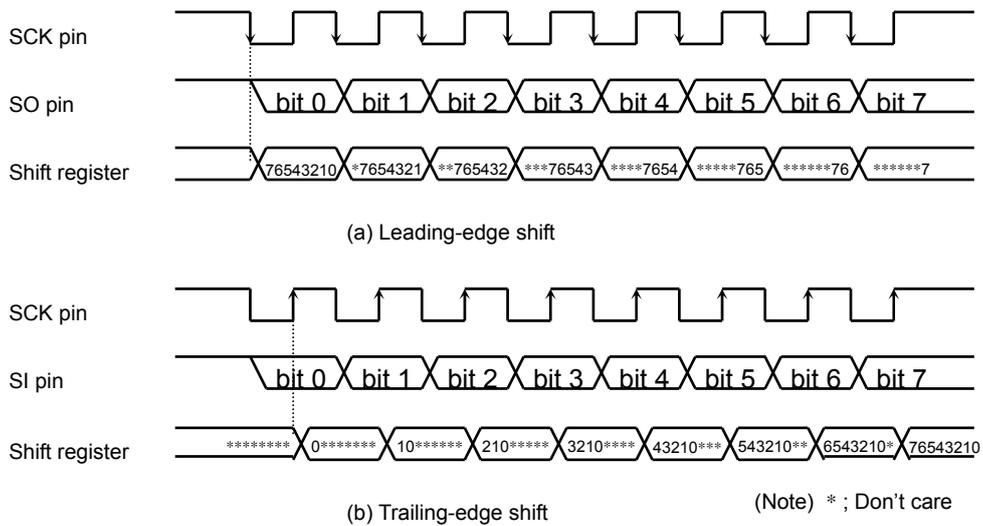 SCK pin
SO pin bit 0 bit 1 bit 2 bit 3 bit 4 bit 5 bit 6 bit 7
Shift register 76543210 *7654321 **765432 ***76543 ****7654 *****765 ******76 ******7
(a) Leading-edge shift
SCK pin
SI pin bit 0 bit 1 bit 2 bit 3 bit 4 bit 5 bit 6 bit 7
Shift register ******** 0******* 10****** 210***** 3210**** 43210*** 543210** 6543210* 76543210
(b) Trailing-edge shift
(Note) * ; Don't care